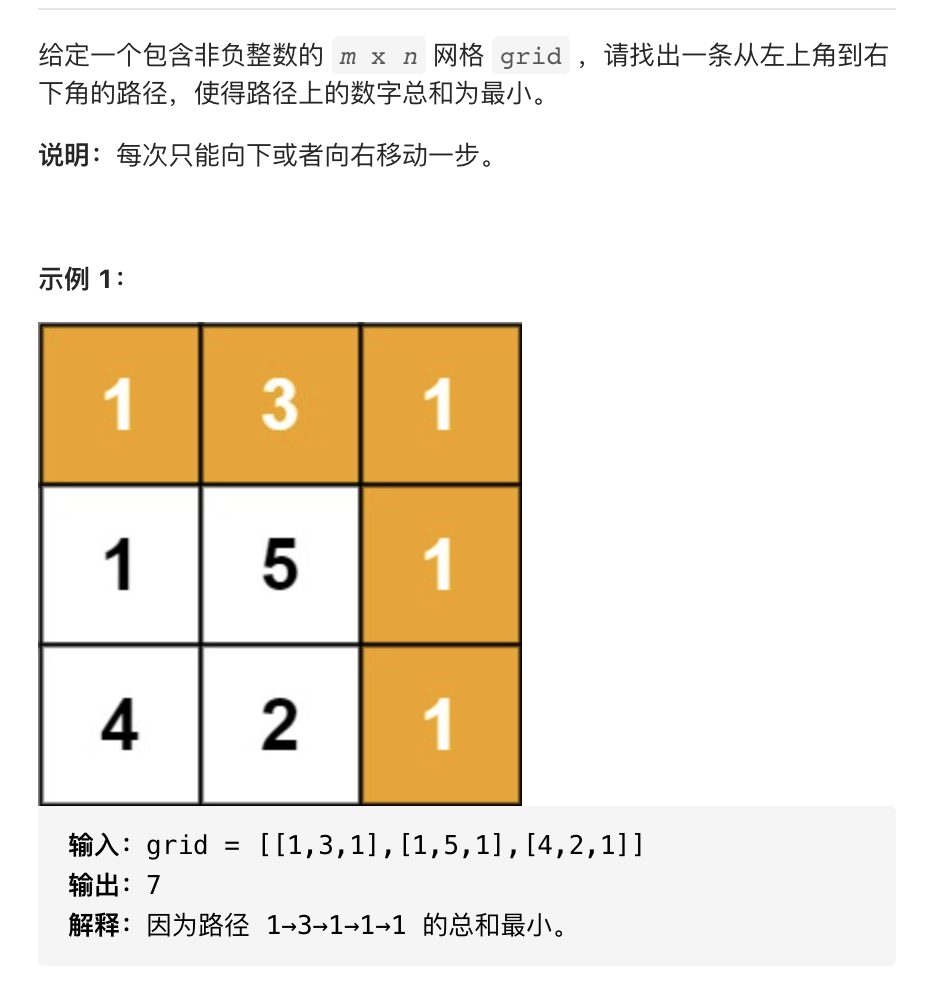 给定一个包含非负整数的 m x n 网格 grid ，请找出一条从左上角到右
下角的路径，使得路径上的数字总和为最小。
说明：每次只能向下或者向右移动一步。
示例 1：
1 3 1
1 5 1
4 2 1
输入：grid = [[1,3,1],[1,5,1],[4,2,1]]
输出：7
解释：因为路径 1→3→1→1→1 的总和最小。